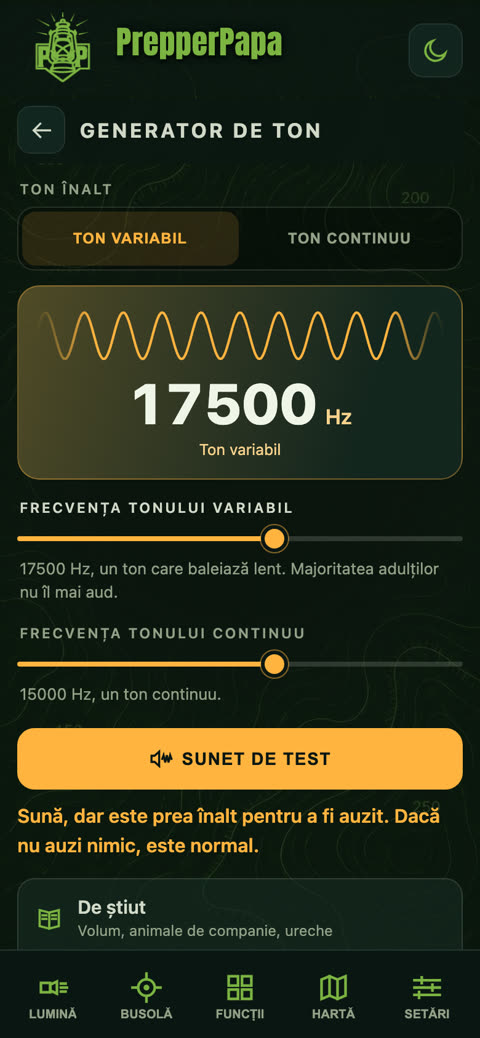 PrepperPapa
GENERATOR DE TON
TON ÎNALT
200
TON VARIABIL
TON CONTINUU
17500 Hz
Ton variabil
FRECVENȚA TONULUI VARIABIL
17500 Hz, un ton care baleiază lent. Majoritatea adulților
nu îl mai aud.
FRECVENȚA TONULUI CONTINUU
15000 Hz, un ton continuu.
SUNET DE TEST
250
Sună, dar este prea înalt pentru a fi auzit. Dacă
nu auzi nimic, este normal.
De știut
Volum, animale de companie, ureche
LUMINĂ
BUSOLĂ
FUNCȚII
HARTĂ
SETĂRI